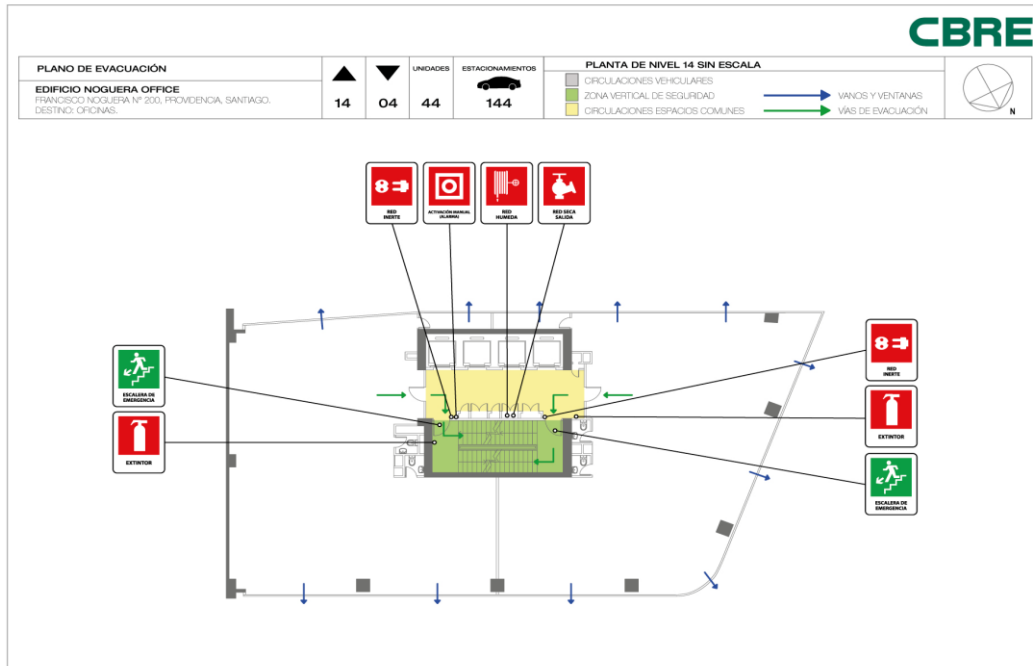 CBRE
PLANO DE EVACUACIÓN
EDIFICIO NOGUERA OFFICE
FRANCISCO NOGUERA Nº 200, PROVIDENCIA, SANTIAGO.
DESTINO: OFICINAS.
14
04
UNIDADES
44
ESTACIONAMIENTOS
144
PLANTA DE NIVEL 14 SIN ESCALA
CIRCULACIONES VEHICULARES
ZONA VERTICAL DE SEGURIDAD
CIRCULACIONES ESPACIOS COMUNES
VANOS Y VENTANAS
VÍAS DE EVACUACIÓN
N
RED
INERTE
ACTIVACIÓN MANUAL
(ALARMA)
RED
HUMEDA
RED SECA
SALIDA
ESCALERA DE
EMERGENCIA
EXTINTOR
RED
INERTE
EXTINTOR
ESCALERA DE
EMERGENCIA